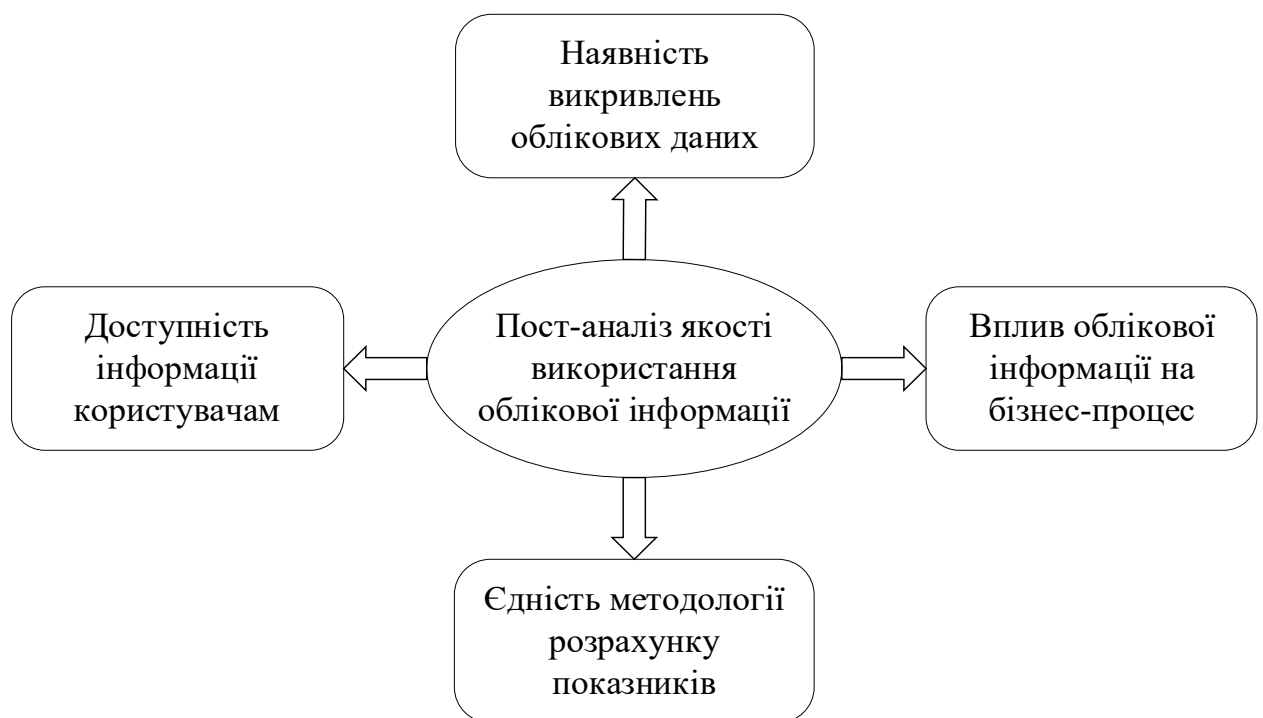 Наявність
викривлень
облікових даних
Доступність
інформації
користувачам
Пост-аналіз якості
використання
облікової інформації
Вплив облікової
інформації на
бізнес-процес
Єдність методології
розрахунку
показників